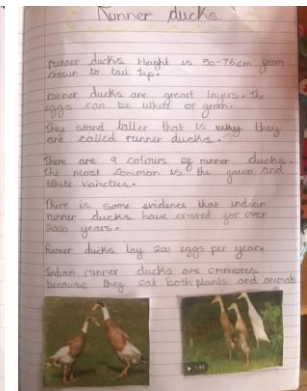 Runner ducks
runner ducks Height is 50-76cm from
crown to tail tip.
runner ducks are great layers. The
eggs can be white or green.
They stand taller that is why they
are called runner ducks.
There are 9 colours of runner ducks.
The most common is the fawn and
white varieties.
There is some evidence that indian
runner ducks have existed for over
2000 years.
Runner ducks lay 200 eggs per year.
Indian runner ducks are omnivores
because they eat both plants and animals